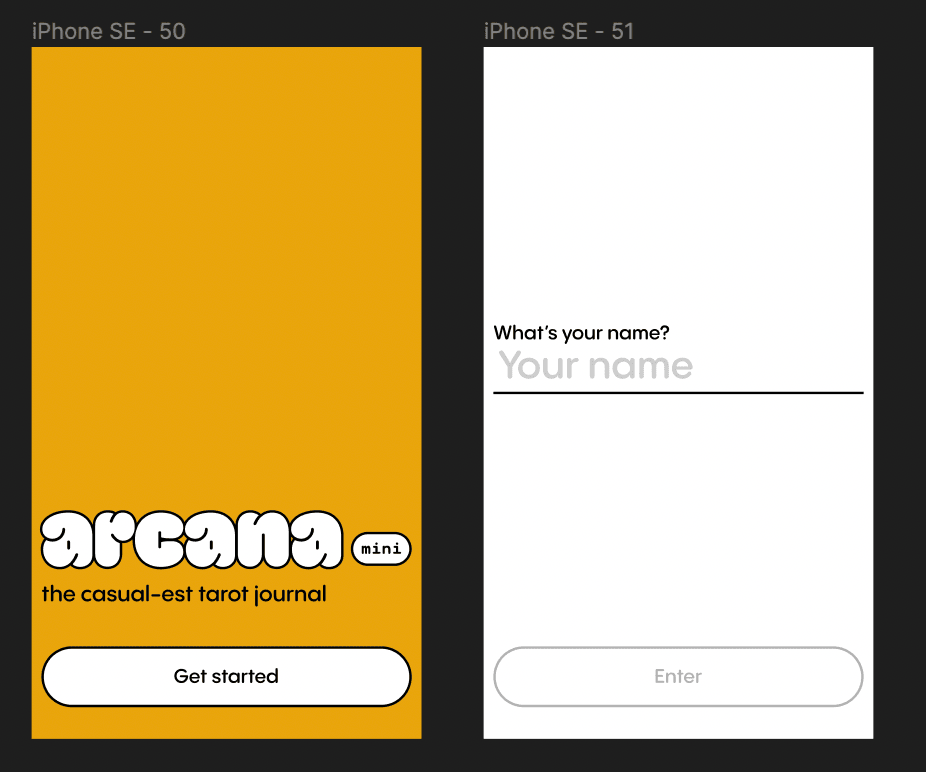 iPhone SE - 50
arcana
mini
the casual-est tarot journal
Get started
iPhone SE - 51
What's your name?
Your name
Enter